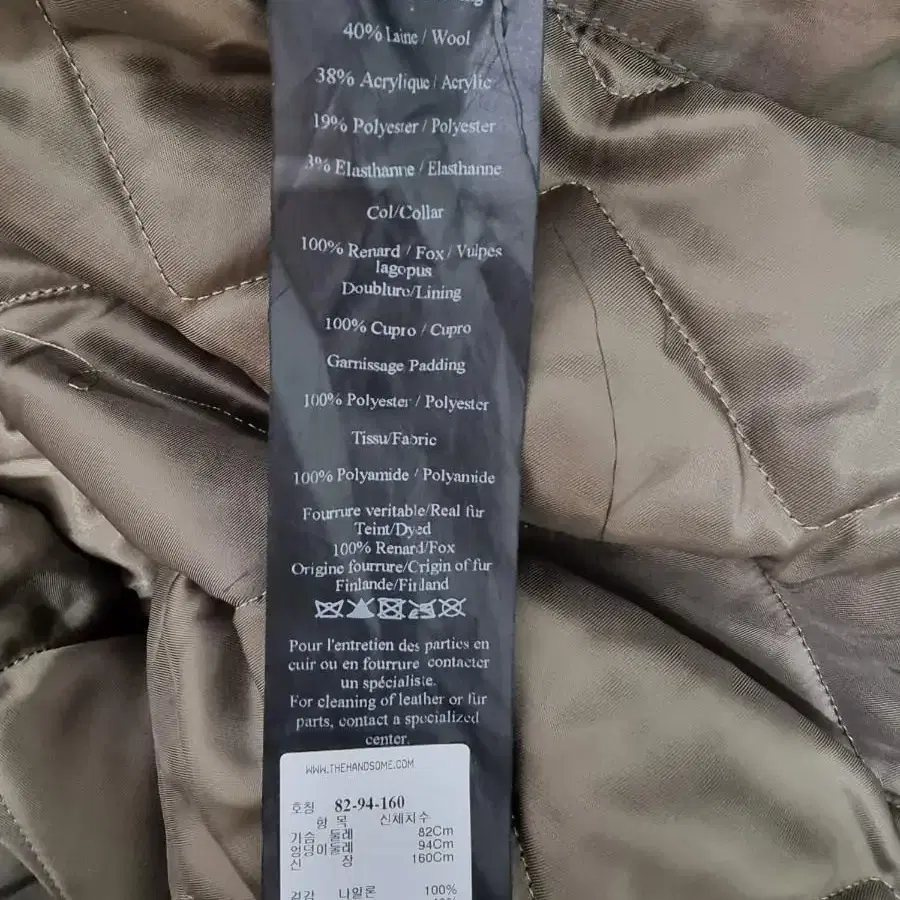 40% Laine / Wool
38% Acrylique / Acrylic
19% Polyester / Polyester
3% Elasthanne / Elasthanne
Col/Collar
100% Renard / Fox / Vulpes
lagopus
Doublure/Lining
100% Cupro / Cupro
Garnissage Padding
100% Polyester / Polyester
Tissu/Fabric
100% Polyamide / Polyamide
Fourrure veritable/Real fur
Teint/Dyed
100% Renard/Fox
Origine fourrure/Origin of fur
Finlande/Finland
Pour l'entretien des parties en
cuir ou en fourrure contacter
un spécialiste.
For cleaning of leather or fur
parts, contact a specialized
center.
WWW.THEHANDSOME.COM
호칭 82-94-160
항 목 신체치수
가슴 둘레 82Cm
엉덩이둘레 94Cm
신 장 160Cm
겉감 나일론 100%